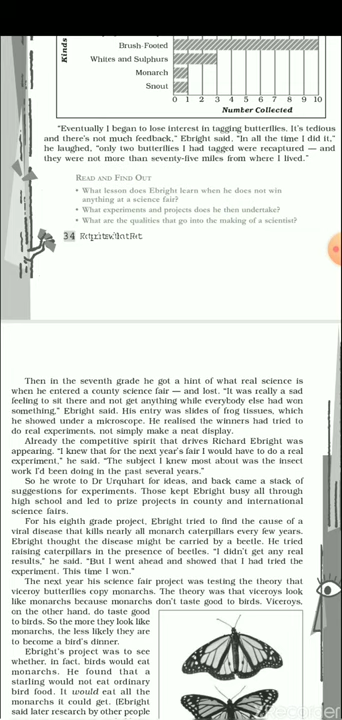 Kinds
Brush-Footed
Whites and Sulphurs
Monarch
Snout
0 1 2 3 4 5 6 7 8 9 10
Number Collected
“Eventually I began to lose interest in tagging butterflies. It’s tedious
and there’s not much feedback,” Ebright said. “In all the time I did it,”
he laughed, “only two butterflies I had tagged were recaptured — and
they were not more than seventy-five miles from where I lived.”
READ AND FIND OUT
• What lesson does Ebright learn when he does not win
anything at a science fair?
• What experiments and projects does he then undertake?
• What are the qualities that go into the making of a scientist?
34
Then in the seventh grade he got a hint of what real science is
when he entered a county science fair — and lost. “It was really a sad
feeling to sit there and not get anything while everybody else had won
something,” Ebright said. His entry was slides of frog tissues, which
he showed under a microscope. He realised the winners had tried to
do real experiments, not simply make a neat display.
Already the competitive spirit that drives Richard Ebright was
appearing. “I knew that for the next year’s fair I would have to do a real
experiment,” he said. “The subject I knew most about was the insect
work I’d been doing in the past several years.”
So he wrote to Dr Urquhart for ideas, and back came a stack of
suggestions for experiments. Those kept Ebright busy all through
high school and led to prize projects in county and international
science fairs.
For his eighth grade project, Ebright tried to find the cause of a
viral disease that kills nearly all monarch caterpillars every few years.
Ebright thought the disease might be carried by a beetle. He tried
raising caterpillars in the presence of beetles. “I didn’t get any real
results,” he said. “But I went ahead and showed that I had tried the
experiment. This time I won.”
The next year his science fair project was testing the theory that
viceroy butterflies copy monarchs. The theory was that viceroys look
like monarchs because monarchs don’t taste good to birds. Viceroys,
on the other hand, do taste good
to birds. So the more they look like
monarchs, the less likely they are
to become a bird’s dinner.
Ebright’s project was to see
whether, in fact, birds would eat
monarchs. He found that a
starling would not eat ordinary
bird food. It would eat all the
monarchs it could get. (Ebright
said later research by other people